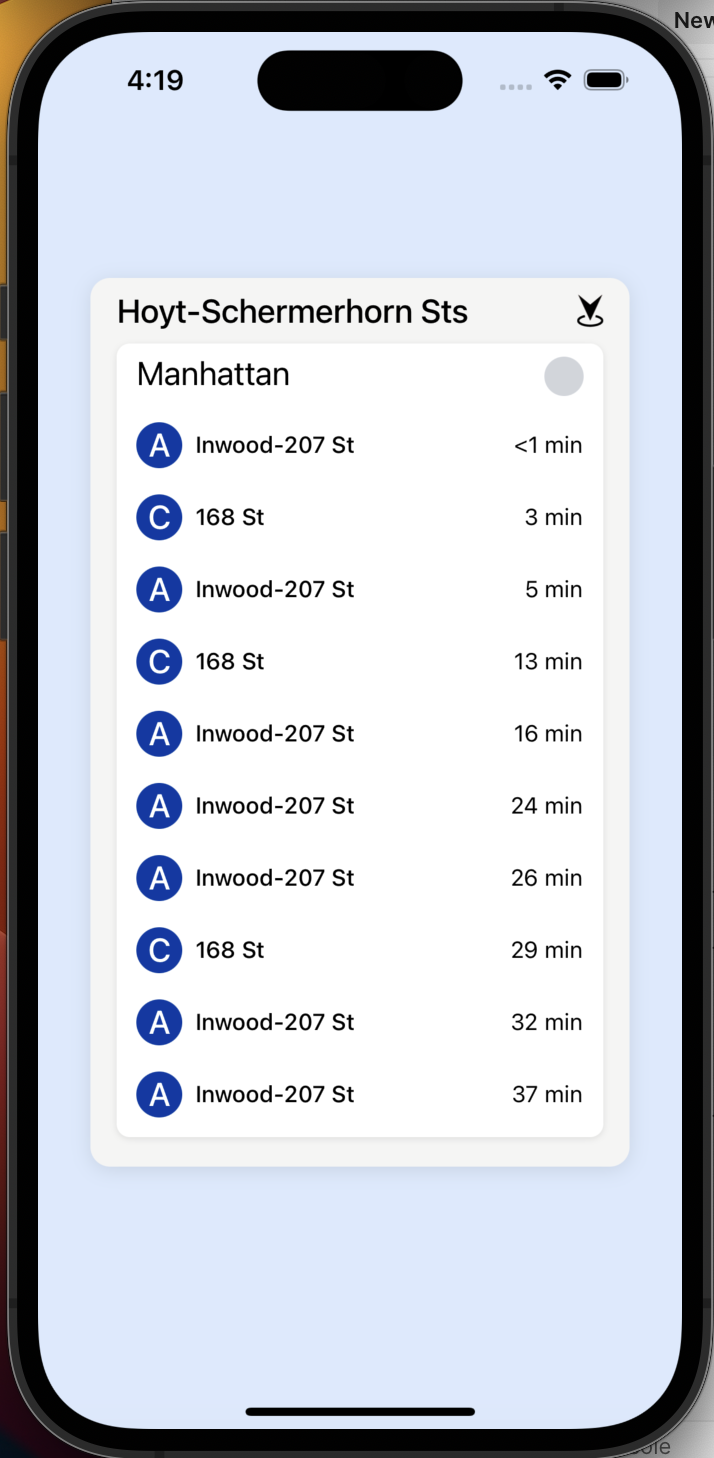 New
4:19
Hoyt-Schermerhorn Sts
Manhattan
A Inwood-207 St <1 min
C 168 St 3 min
A Inwood-207 St 5 min
C 168 St 13 min
A Inwood-207 St 16 min
A Inwood-207 St 24 min
A Inwood-207 St 26 min
C 168 St 29 min
A Inwood-207 St 32 min
A Inwood-207 St 37 min